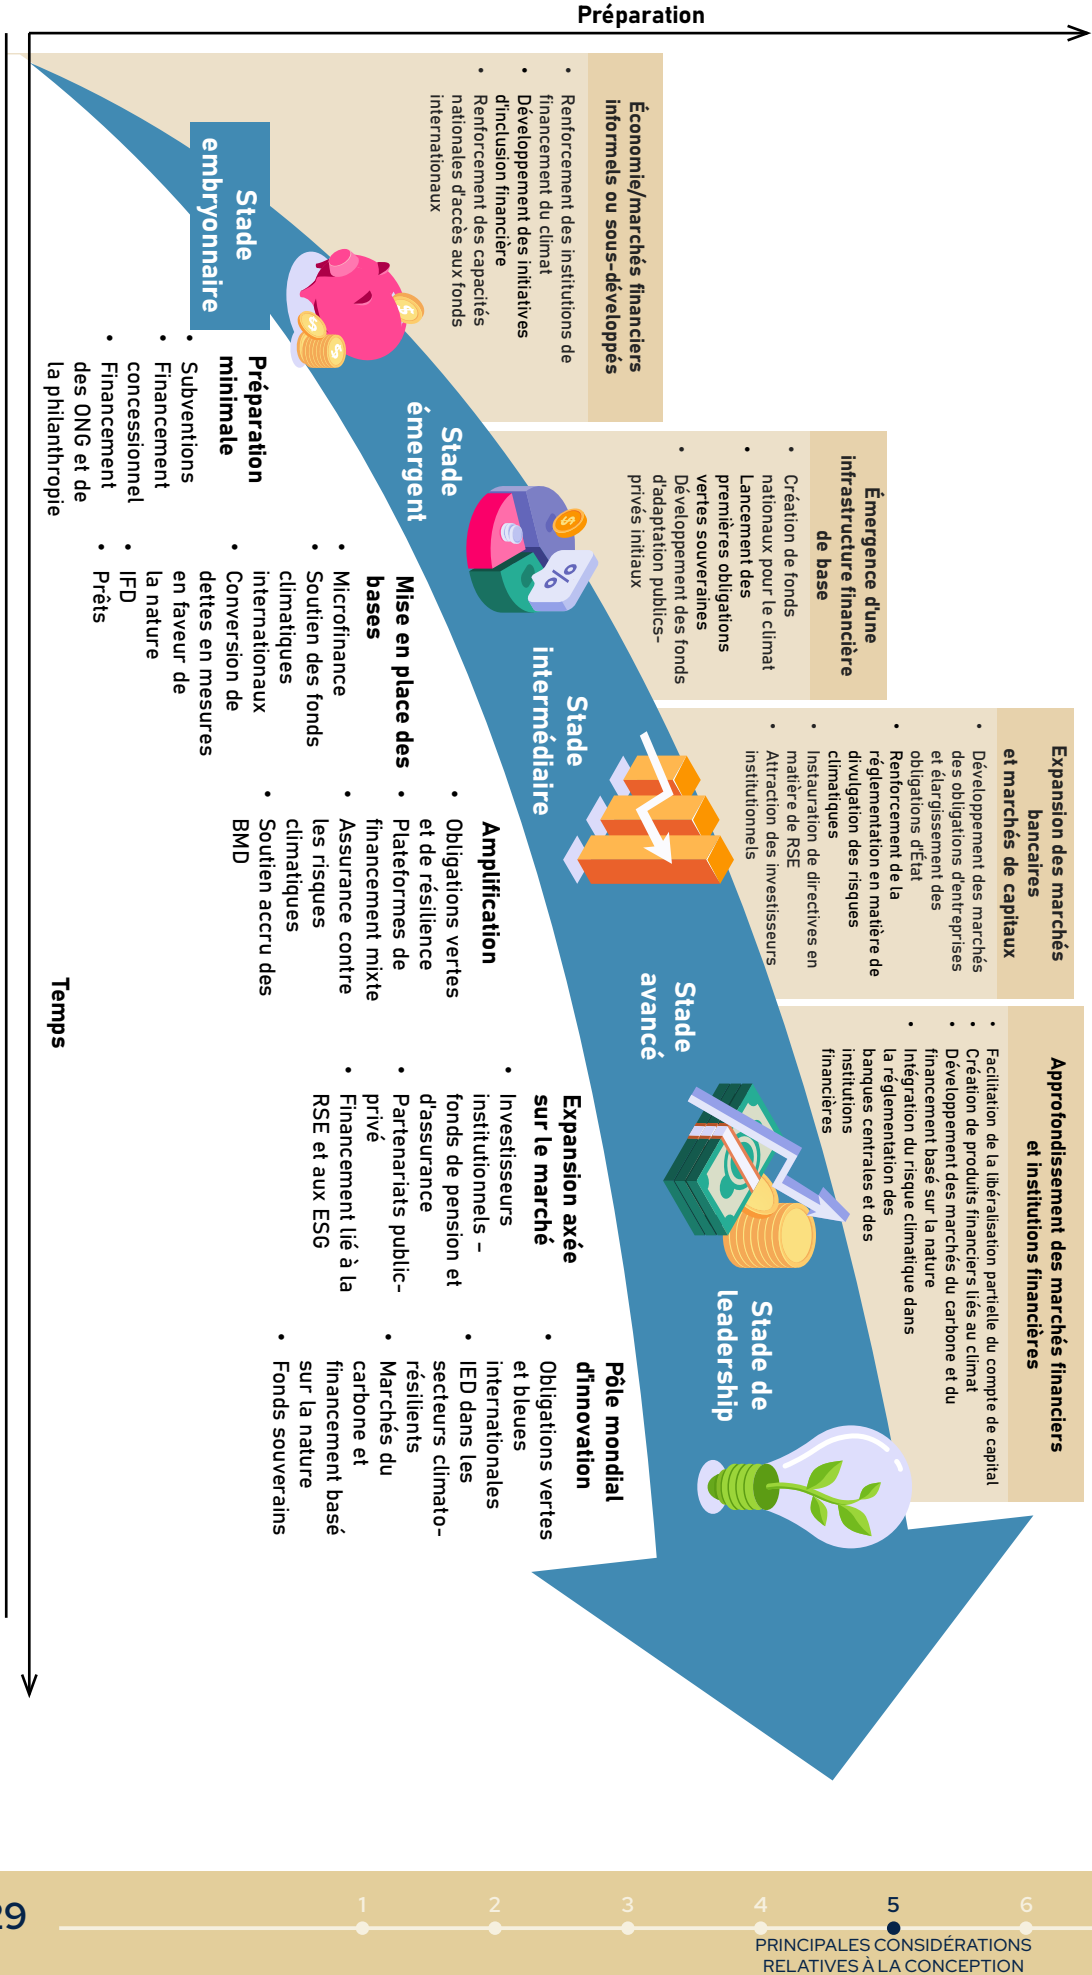 Préparation
Économie/marchés financiers
informels ou sous-développés
• Renforcement des institutions de
financement du climat
• Développement des initiatives
d'inclusion financière
• Renforcement des capacités
nationales d'accès aux fonds
internationaux
Émergence d'une
infrastructure financière
de base
• Création de fonds
nationaux pour le climat
• Lancement des
premières obligations
vertes souveraines
• Développement des fonds
d'adaptation publics-
privés initiaux
Expansion des marchés
bancaires
et marchés de capitaux
• Développement des marchés
des obligations d'entreprises
et élargissement des
obligations d'État
• Renforcement de la
réglementation en matière de
divulgation des risques
climatiques
• Instauration de directives en
matière de RSE
• Attraction des investisseurs
institutionnels
Approfondissement des marchés financiers
et institutions financières
• Facilitation de la libéralisation partielle du compte de capital
• Création de produits financiers liés au climat
• Développement des marchés du carbone et du
financement basé sur la nature
• Intégration du risque climatique dans
la réglementation des
banques centrales et des
institutions
financières
Stade
embryonnaire
Stade
émergent
Stade
intermédiaire
Stade
avancé
Stade de
leadership
Préparation
minimale
• Subventions
• Financement
concessionnel
• Financement
des ONG et de
la philanthropie
Mise en place des
bases
• Microfinance
• Soutien des fonds
climatiques
internationaux
• Conversion de
dettes en mesures
en faveur de
la nature
• IFD
• Prêts
Amplification
• Obligations vertes
et de résilience
• Plateformes de
financement mixte
• Assurance contre
les risques
climatiques
• Soutien accru des
BMD
Expansion axée
sur le marché
• Investisseurs
institutionnels –
fonds de pension et
d'assurance
• Partenariats public-
privé
• Financement lié à la
RSE et aux ESG
Pôle mondial
d'innovation
• Obligations vertes
et bleues
internationales
• IED dans les
secteurs climato-
résilients
• Marchés du
carbone et
financement basé
sur la nature
• Fonds souverains
Temps
29
1 2 3 4 5 6
PRINCIPALES CONSIDÉRATIONS
RELATIVES À LA CONCEPTION